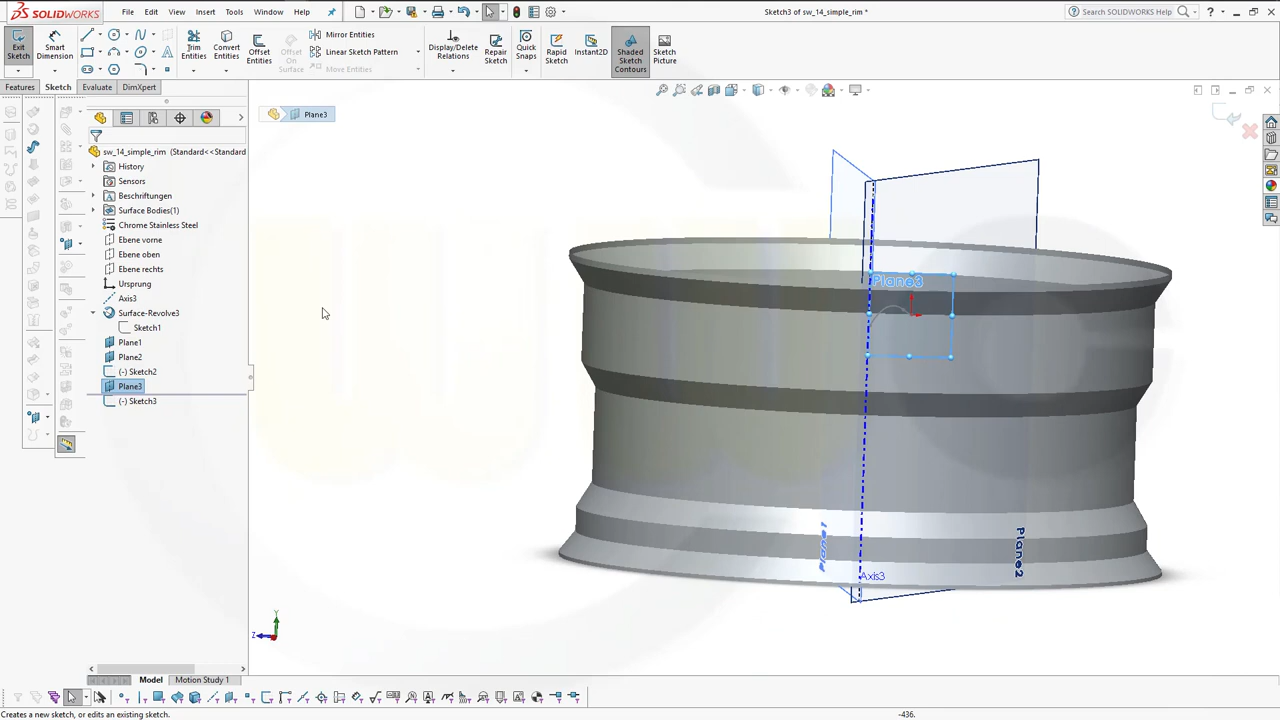 SOLIDWORKS
File
Edit
View
Insert
Tools
Window
Help
Sketch3 of sw_14_simple_rim *
Search SOLIDWORKS Help
Exit Sketch
Smart Dimension
Trim Entities
Convert Entities
Offset Entities
Offset On Surface
Mirror Entities
Linear Sketch Pattern
Move Entities
Display/Delete Relations
Repair Sketch
Quick Snaps
Rapid Sketch
Instant2D
Shaded Sketch Contours
Sketch Picture
Features
Sketch
Evaluate
DimXpert
Plane3
sw_14_simple_rim (Standard<<Standard
History
Sensors
Beschriftungen
Surface Bodies(1)
Chrome Stainless Steel
Ebene vorne
Ebene oben
Ebene rechts
Ursprung
Axis3
Surface-Revolve3
Sketch1
Plane1
Plane2
(-) Sketch2
Plane3
(-) Sketch3
Plane3
Plane1
Plane2
Axis3
Y
Z
Model
Motion Study 1
Creates a new sketch, or edits an existing sketch.
-436.